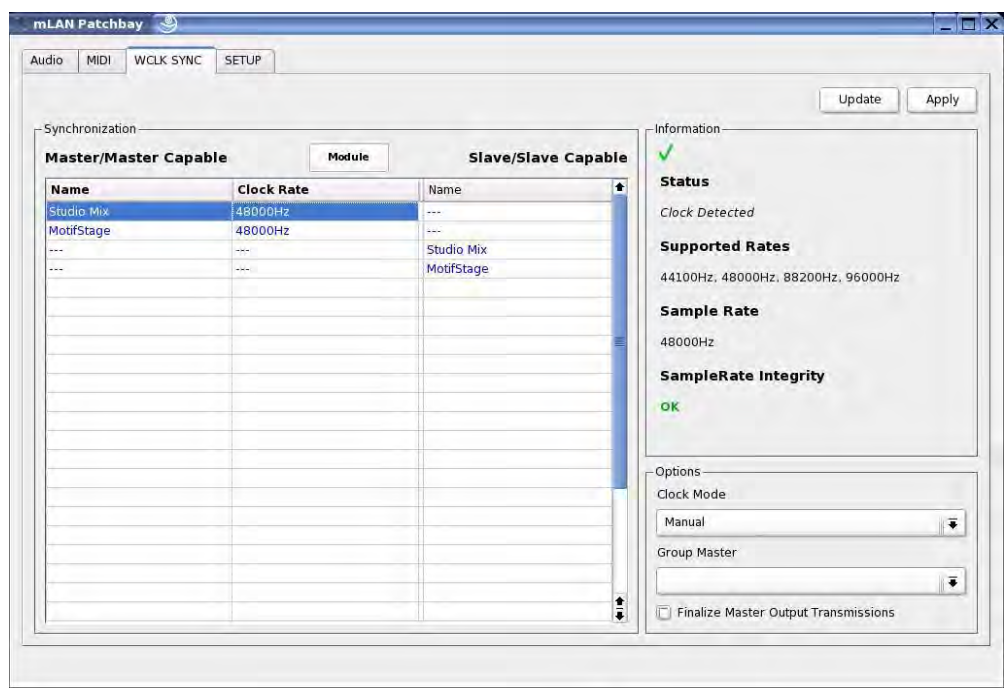 mLAN Patchbay
Audio MIDI WCLK SYNC SETUP
Update Apply
Synchronization
Master/Master Capable Module Slave/Slave Capable
Name Clock Rate Name
Studio Mix 48000Hz ---
MotifStage 48000Hz ---
--- --- Studio Mix
--- --- MotifStage
Information
Status
Clock Detected
Supported Rates
44100Hz, 48000Hz, 88200Hz, 96000Hz
Sample Rate
48000Hz
SampleRate Integrity
OK
Options
Clock Mode
Manual
Group Master
Finalize Master Output Transmissions